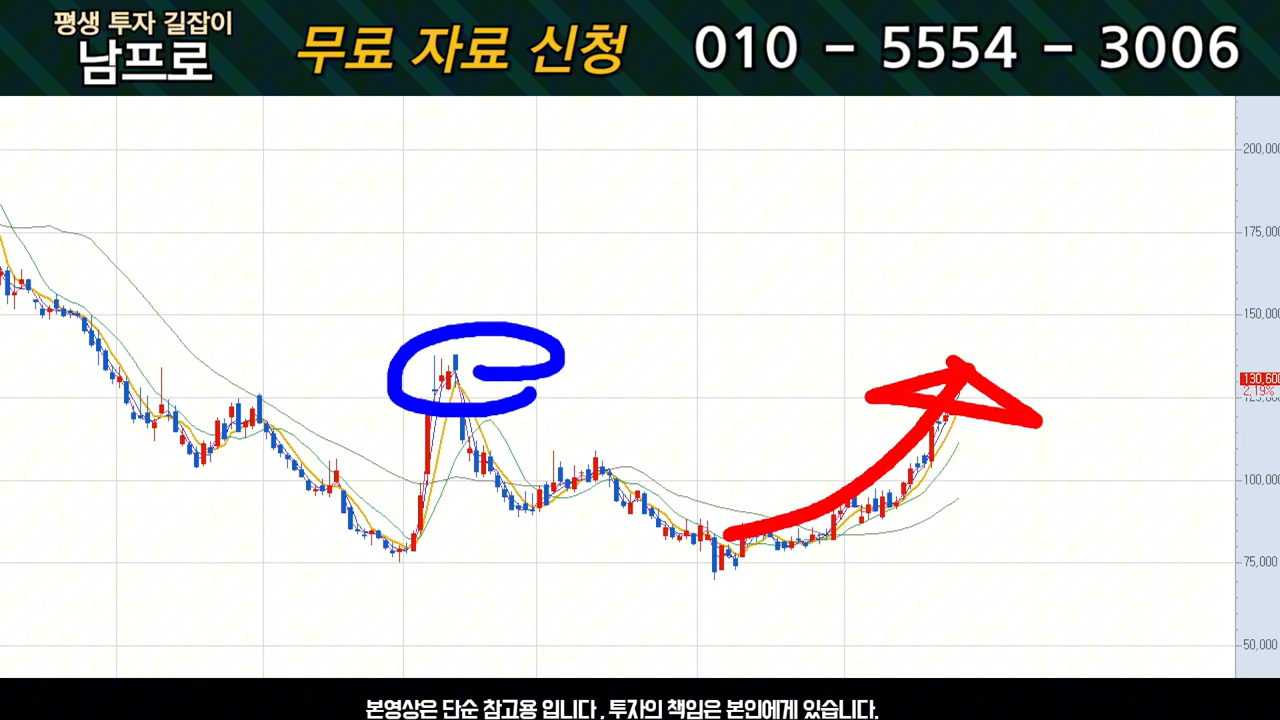 평생 투자 길잡이
남프로
무료 자료 신청
010 - 5554 - 3006
200,000
175,000
150,000
130,600
2.19%
125,000
100,000
75,000
50,000
본영상은 단순 참고용 입니다, 투자의 책임은 본인에게 있습니다.